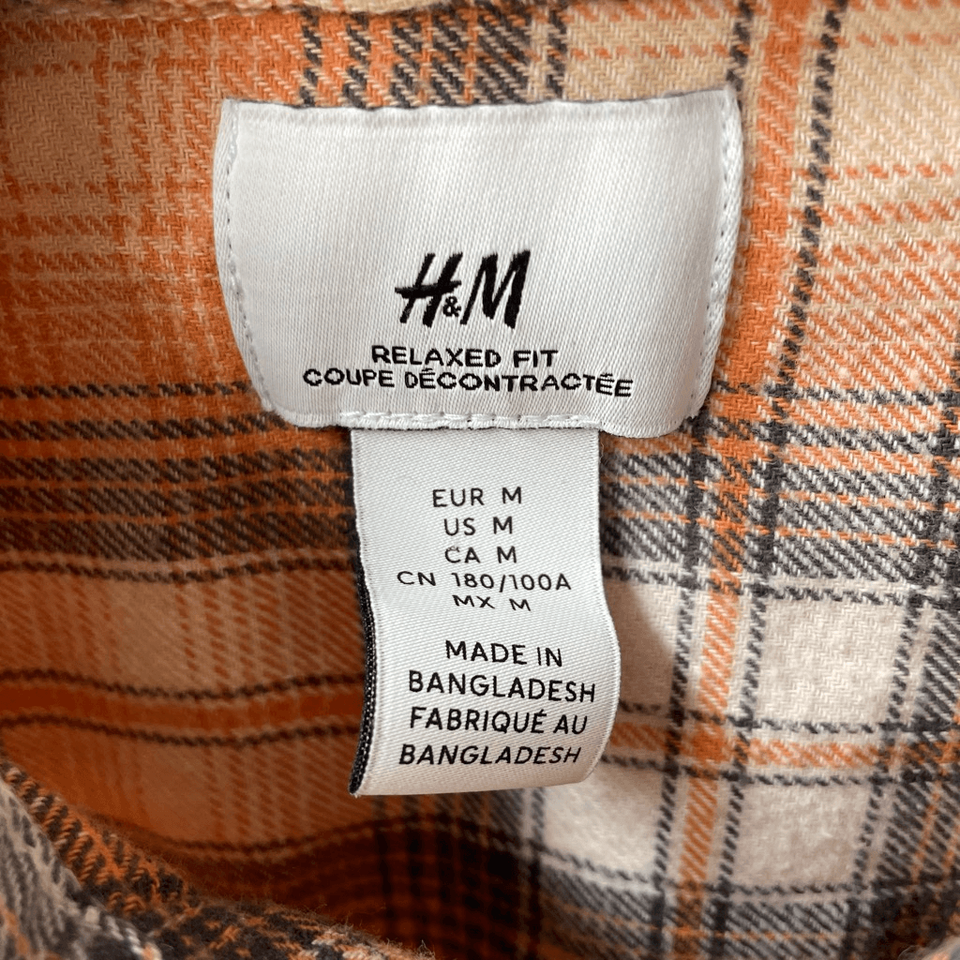 H&M
RELAXED FIT
COUPE DÉCONTRACTÉE
EUR M
US M
CA M
CN 180/100A
MX M
MADE IN
BANGLADESH
FABRIQUÉ AU
BANGLADESH